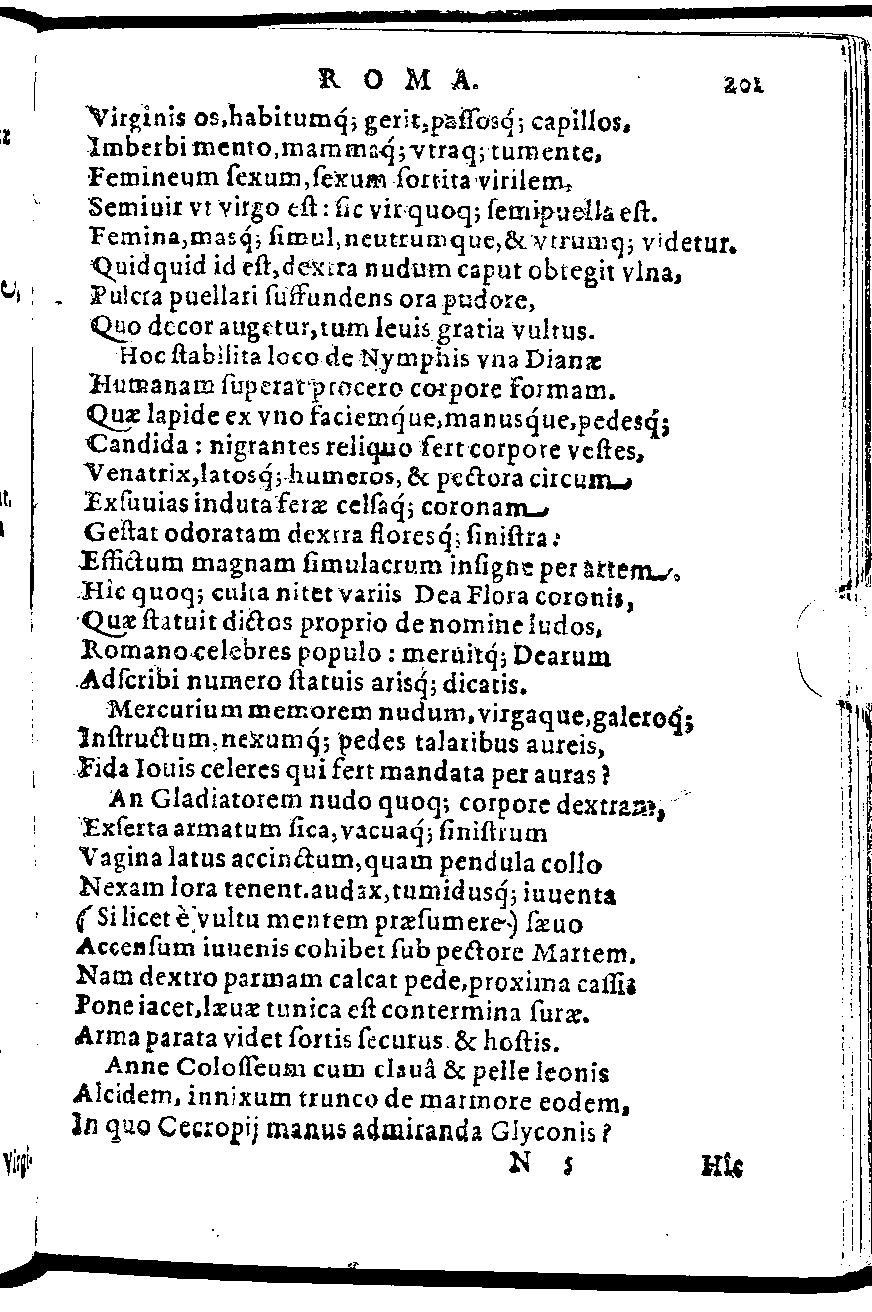 ROMA. 201
Virginis os,habitumq́; gerit,paſſosq́; capillos,
Imberbi mento,mammaq́; vtraq; tumente,
Femineum ſexum,ſexum ſortita virilem,
Semiuir vt virgo eſt: ſic vir quoq; ſemipuella eſt.
Femina,masq́; ſimul,neutrumque,& vtrumq; videtur.
Quidquid id eſt,dextra nudum caput obtegit vlna,
Pulcra puellari ſuffundens ora pudore,
Quo decor augetur,tum leuis gratia vultus.
Hoc ſtabilita loco de Nymphis vna Dianæ
Humanam ſuperat procero corpore formam.
Quæ lapide ex vno faciemq́ue,manusq́ue,pedesq́;
Candida: nigrantes reliquo fert corpore veſtes,
Venatrix,latosq́; humeros, & pectora circum
Exſuuias induta feræ celſaq́; coronam
Geſtat odoratam dextra floresq́; ſiniſtra:
Effictum magnam ſimulacrum inſigne per artem.
Hîc quoq; culta nitet variis Dea Flora coronis,
Quæ ſtatuit dictos proprio de nomine ludos,
Romano celebres populo: meruitq́; Dearum
Adſcribi numero ſtatuis arisq́; dicatis.
Mercurium memorem nudum,virgaque,galeroq́;
Inſtructum,nexumq́; pedes talaribus aureis,
Fida Iouis celeres qui fert mandata per auras?
An Gladiatorem nudo quoq; corpore dextram,
Exſerta armatum ſica,vacuaq́; ſiniſtrum
Vagina latus accinctum,quam pendula collo
Nexam lora tenent.audax,tumidusq́; iuuenta
(Si licet è vultu mentem præſumere) ſæuo
Accenſum iuuenis cohibet ſub pectore Martem.
Nam dextro parmam calcat pede,proxima caſſis
Pone iacet,læuæ tunica eſt contermina ſuræ.
Arma parata videt fortis ſecurus & hoſtis.
Anne Coloſſeum cum clauâ & pelle leonis
Alcidem, innixum trunco de marmore eodem,
In quo Cecropij manus admiranda Glyconis?
N 5 Hîc
Virgi-